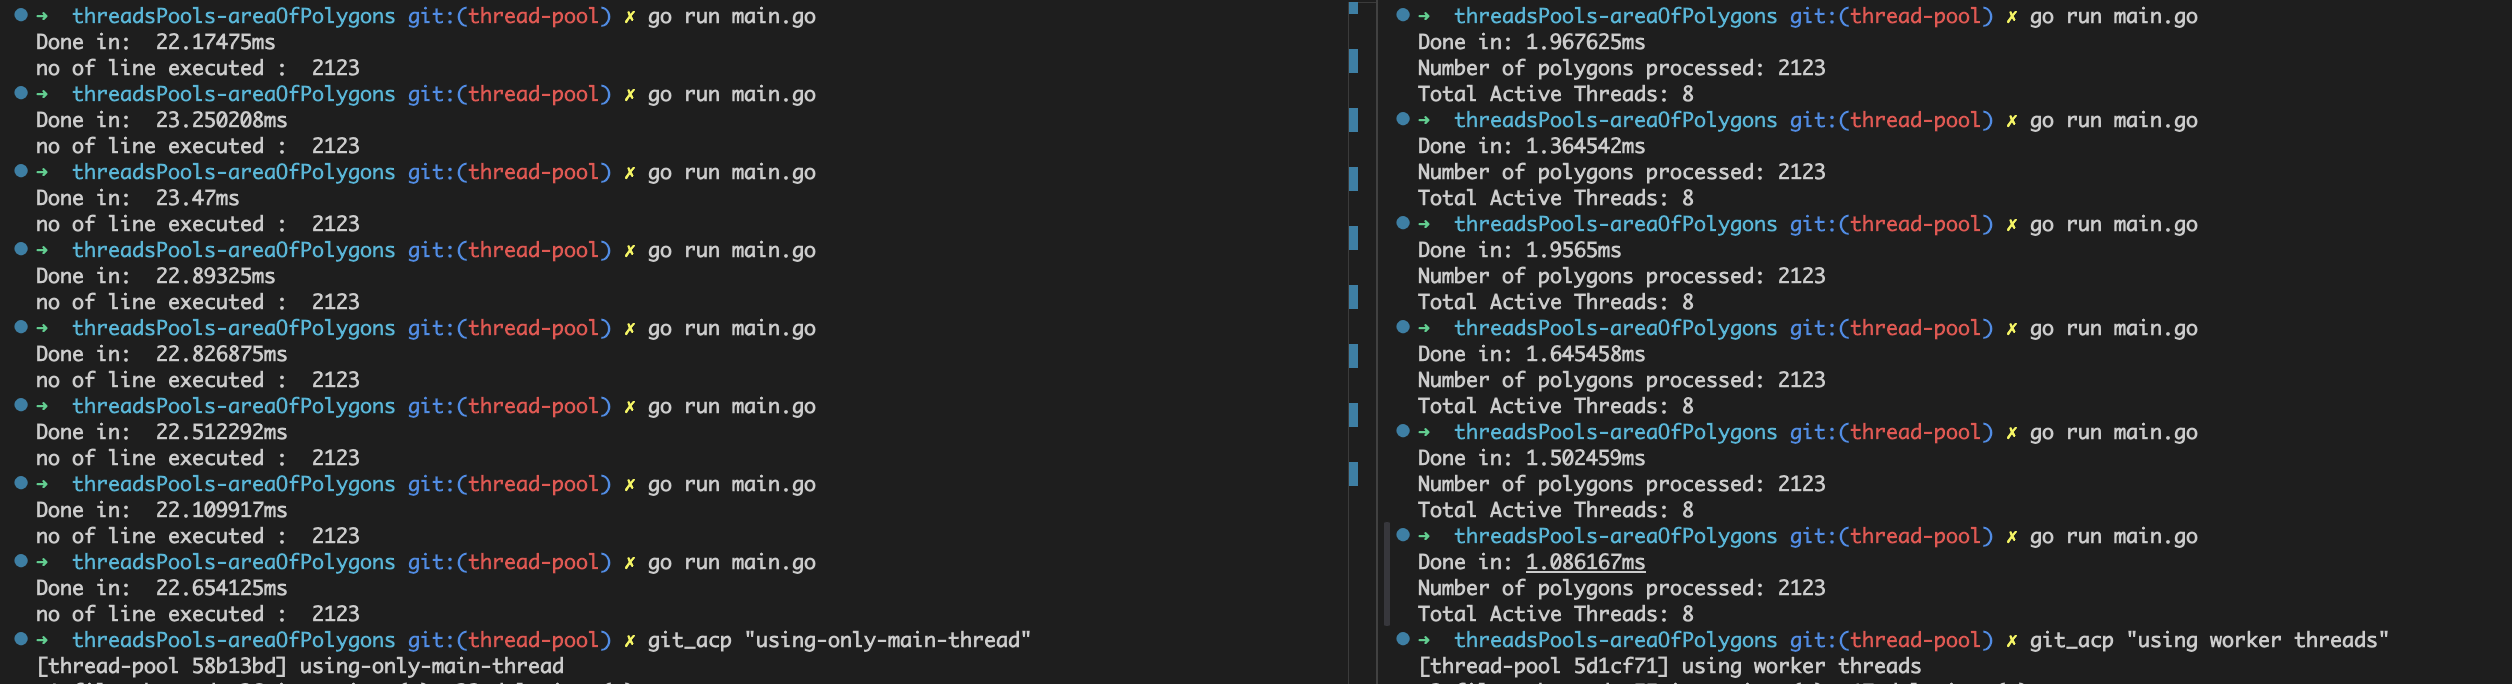 ➜  threadsPools-areaOfPolygons git:(thread-pool) ✗ go run main.go
Done in:  22.17475ms
no of line executed :  2123
➜  threadsPools-areaOfPolygons git:(thread-pool) ✗ go run main.go
Done in:  23.250208ms
no of line executed :  2123
➜  threadsPools-areaOfPolygons git:(thread-pool) ✗ go run main.go
Done in:  23.47ms
no of line executed :  2123
➜  threadsPools-areaOfPolygons git:(thread-pool) ✗ go run main.go
Done in:  22.89325ms
no of line executed :  2123
➜  threadsPools-areaOfPolygons git:(thread-pool) ✗ go run main.go
Done in:  22.826875ms
no of line executed :  2123
➜  threadsPools-areaOfPolygons git:(thread-pool) ✗ go run main.go
Done in:  22.512292ms
no of line executed :  2123
➜  threadsPools-areaOfPolygons git:(thread-pool) ✗ go run main.go
Done in:  22.109917ms
no of line executed :  2123
➜  threadsPools-areaOfPolygons git:(thread-pool) ✗ go run main.go
Done in:  22.654125ms
no of line executed :  2123
➜  threadsPools-areaOfPolygons git:(thread-pool) ✗ git_acp "using-only-main-thread"
[thread-pool 58b13bd] using-only-main-thread
➜  threadsPools-areaOfPolygons git:(thread-pool) ✗ go run main.go
Done in: 1.967625ms
Number of polygons processed: 2123
Total Active Threads: 8
➜  threadsPools-areaOfPolygons git:(thread-pool) ✗ go run main.go
Done in: 1.364542ms
Number of polygons processed: 2123
Total Active Threads: 8
➜  threadsPools-areaOfPolygons git:(thread-pool) ✗ go run main.go
Done in: 1.9565ms
Number of polygons processed: 2123
Total Active Threads: 8
➜  threadsPools-areaOfPolygons git:(thread-pool) ✗ go run main.go
Done in: 1.645458ms
Number of polygons processed: 2123
Total Active Threads: 8
➜  threadsPools-areaOfPolygons git:(thread-pool) ✗ go run main.go
Done in: 1.502459ms
Number of polygons processed: 2123
Total Active Threads: 8
➜  threadsPools-areaOfPolygons git:(thread-pool) ✗ go run main.go
Done in: 1.086167ms
Number of polygons processed: 2123
Total Active Threads: 8
➜  threadsPools-areaOfPolygons git:(thread-pool) ✗ git_acp "using worker threads"
[thread-pool 5d1cf71] using worker threads